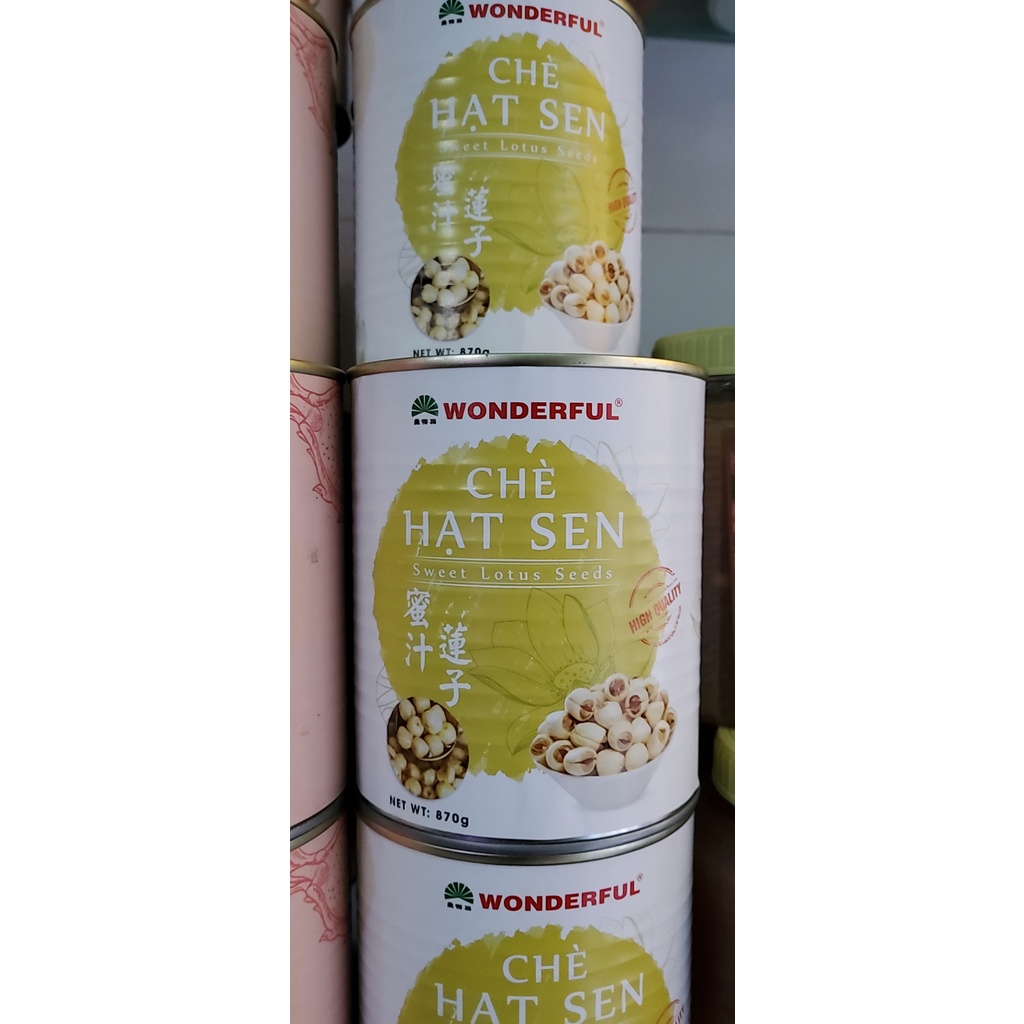 WONDERFUL®
CHÈ
HẠT SEN
Sweet Lotus Seeds
蜜汁
蓮子
HIGH QUALITY
NET WT: 870g
WONDERFUL®
CHÈ
HẠT SEN
Sweet Lotus Seeds
蜜汁
蓮子
HIGH QUALITY
NET WT: 870g
WONDERFUL®
CHÈ
HẠT SEN